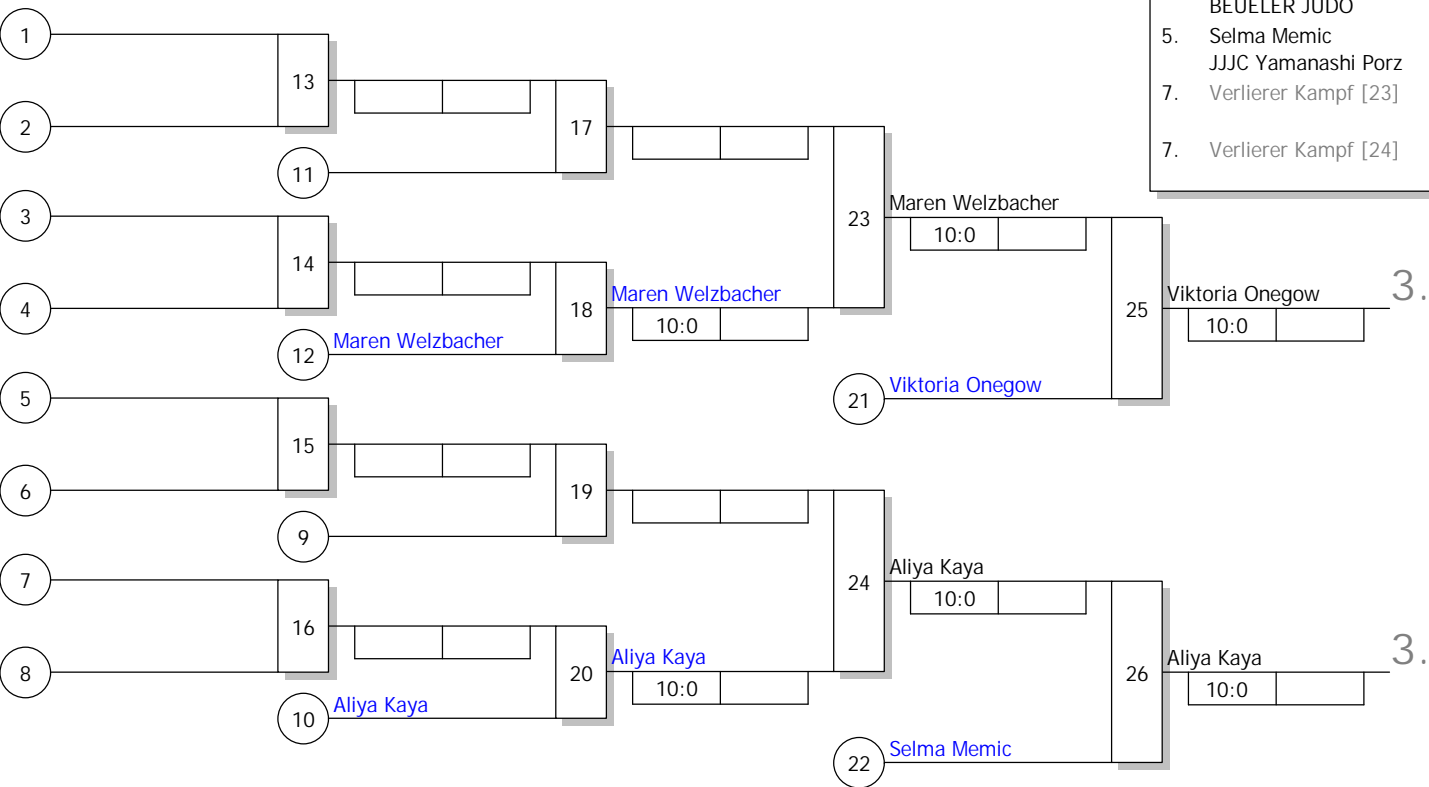 BEUELER JUDO
5. Selma Memic
JJJC Yamanashi Porz
7. Verlierer Kampf [23]
7. Verlierer Kampf [24]
1
13
2
17
11
3
23
Maren Welzbacher
10:0
14
4
18
Maren Welzbacher
10:0
12
Maren Welzbacher
25
Viktoria Onegow
10:0
3.
21
Viktoria Onegow
5
15
6
19
9
7
24
Aliya Kaya
10:0
16
8
20
Aliya Kaya
10:0
10
Aliya Kaya
26
Aliya Kaya
10:0
3.
22
Selma Memic